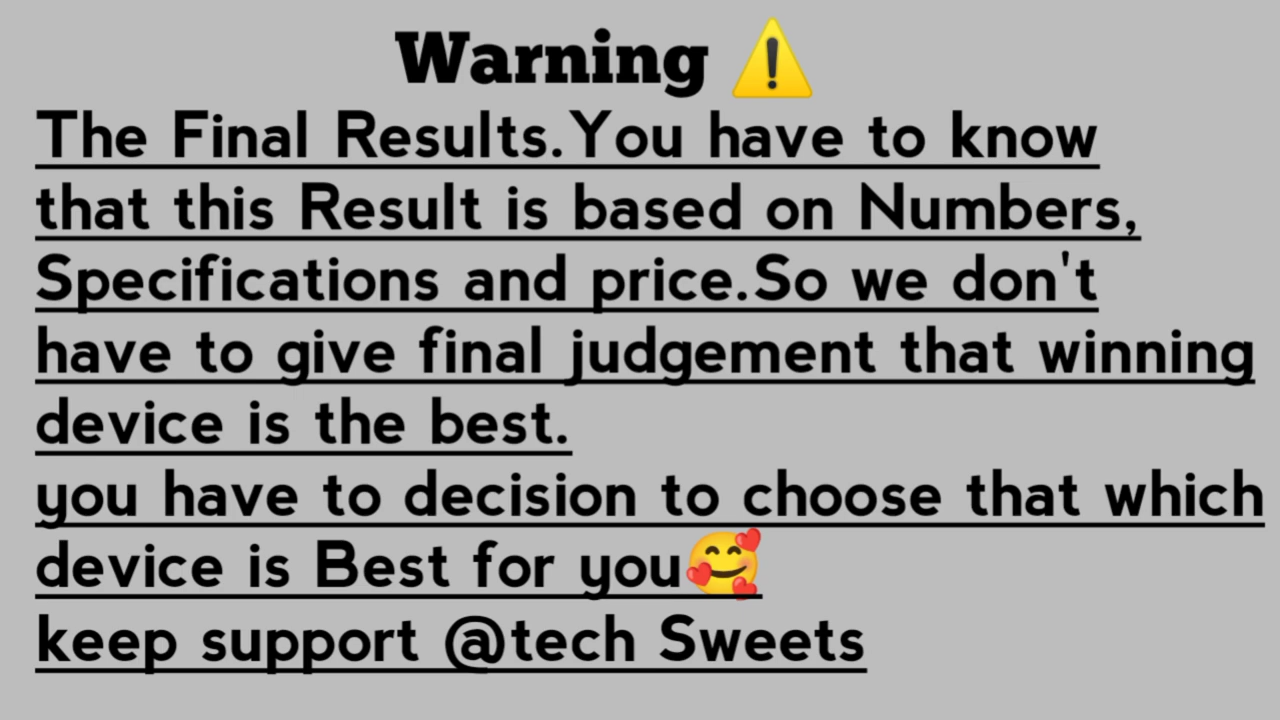 Warning ⚠️
The Final Results.You have to know
that this Result is based on Numbers,
Specifications and price.So we don't
have to give final judgement that winning
device is the best.
you have to decision to choose that which
device is Best for you🥰
keep support @tech Sweets